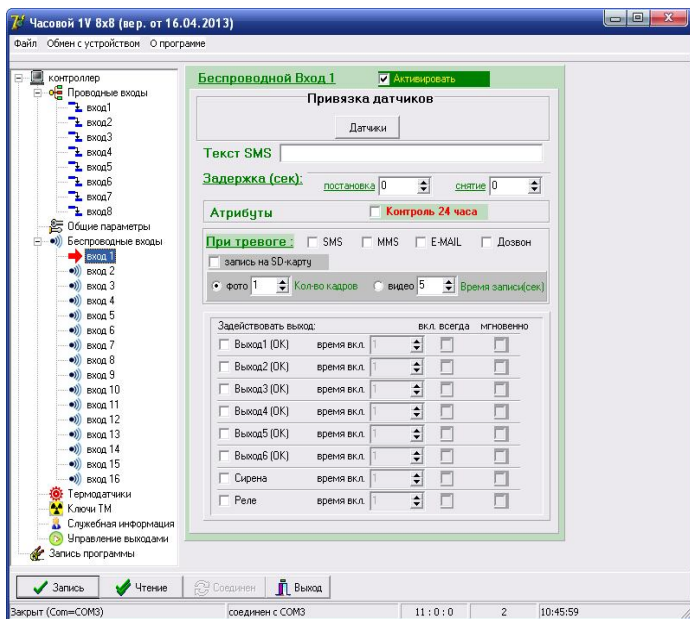 Часовой 1V 8x8 (вер. от 16.04.2013)
Файл Обмен с устройством О программе
контроллер
Проводные входы
вход1
вход2
вход3
вход4
вход5
вход6
вход7
вход8
Общие параметры
Беспроводные входы
вход 1
вход 2
вход 3
вход 4
вход 5
вход 6
вход 7
вход 8
вход 9
вход 10
вход 11
вход 12
вход 13
вход 14
вход 15
вход 16
Термодатчики
Ключи ТМ
Служебная информация
Управление выходами
Запись программы
Беспроводной Вход 1 Активировать
Привязка датчиков
Датчики
Текст SMS
Задержка (сек): постановка 0 снятие 0
Атрибуты Контроль 24 часа
При тревоге : SMS MMS E-MAIL Дозвон
запись на SD-карту
фото 1 Кол-во кадров видео 5 Время записи(сек)
Задействовать выход: вкл. всегда мгновенно
Выход1 (ОК) время вкл. 1
Выход2 (ОК) время вкл. 1
Выход3 (ОК) время вкл. 1
Выход4 (ОК) время вкл. 1
Выход5 (ОК) время вкл. 1
Выход6 (ОК) время вкл. 1
Сирена время вкл. 1
Реле время вкл. 1
Запись Чтение Соединен Выход
Закрыт (Com=COM3) соединен с COM3 11 : 0 : 0 2 10:45:59